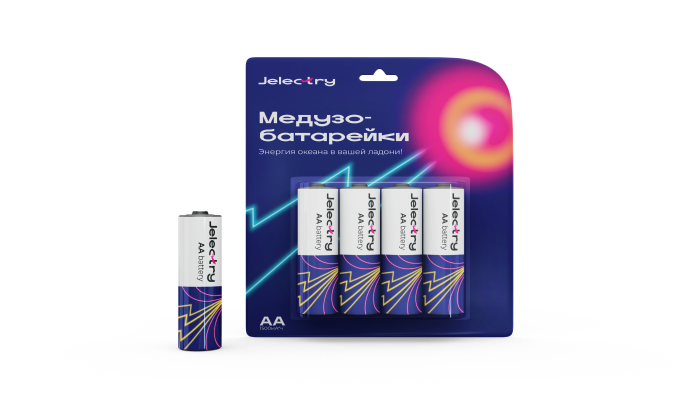 Jelectry
Медузо-
батарейки
Энергия океана в вашей ладони!
Jelectry
AA battery
Jelectry
AA battery
Jelectry
AA battery
Jelectry
AA battery
Jelectry
AA battery
AA